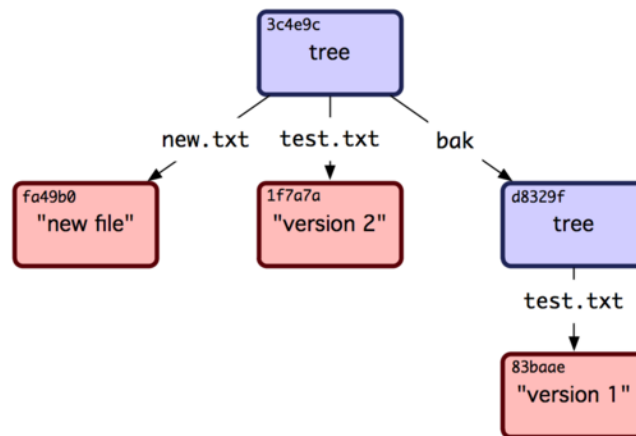 3c4e9c
tree
new.txt
test.txt
bak
fa49b0
"new file"
1f7a7a
"version 2"
d8329f
tree
test.txt
83baae
"version 1"